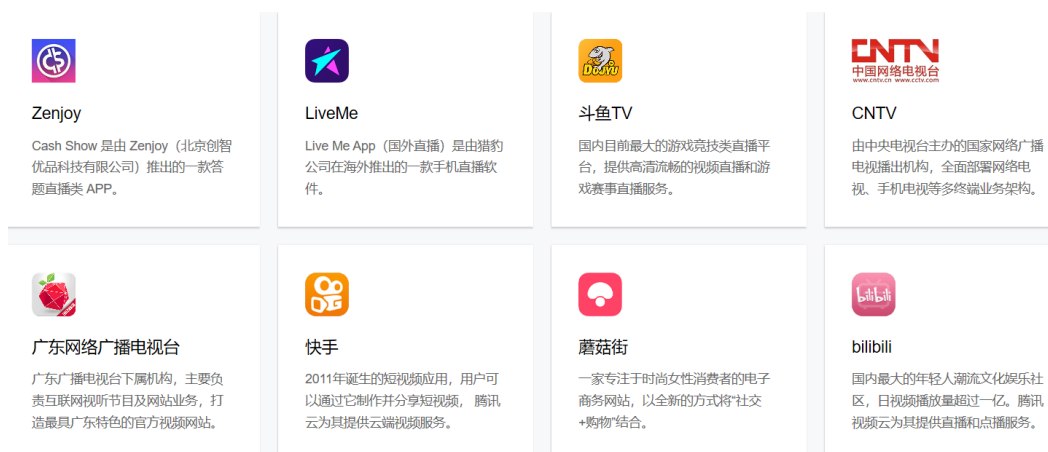 CNTV
DOUYU
中国网络电视台
www.cntv.cn www.cctv.com
Zenjoy
LiveMe
斗鱼TV
CNTV
Cash Show 是由 Zenjoy（北京创智
优品科技有限公司）推出的一款答
题直播类 APP。
Live Me App（国外直播）是由猎豹
公司在海外推出的一款手机直播软
件。
国内目前最大的游戏竞技类直播平
台，提供高清流畅的视频直播和游
戏赛事直播服务。
由中央电视台主办的国家网络广播
电视播出机构，全面部署网络电
视、手机电视等多终端业务架构。
bilibili
广东网络广播电视台
快手
蘑菇街
bilibili
广东广播电视台下属机构，主要负
责互联网视听节目及网站业务，打
造最具广东特色的官方视频网站。
2011年诞生的短视频应用，用户可
以通过它制作并分享短视频， 腾讯
云为其提供云端视频服务。
一家专注于时尚女性消费者的电子
商务网站，以全新的方式将“社交
+购物”结合。
国内最大的年轻人潮流文化娱乐社
区，日视频播放量超过一亿。腾讯
视频云为其提供直播和点播服务。